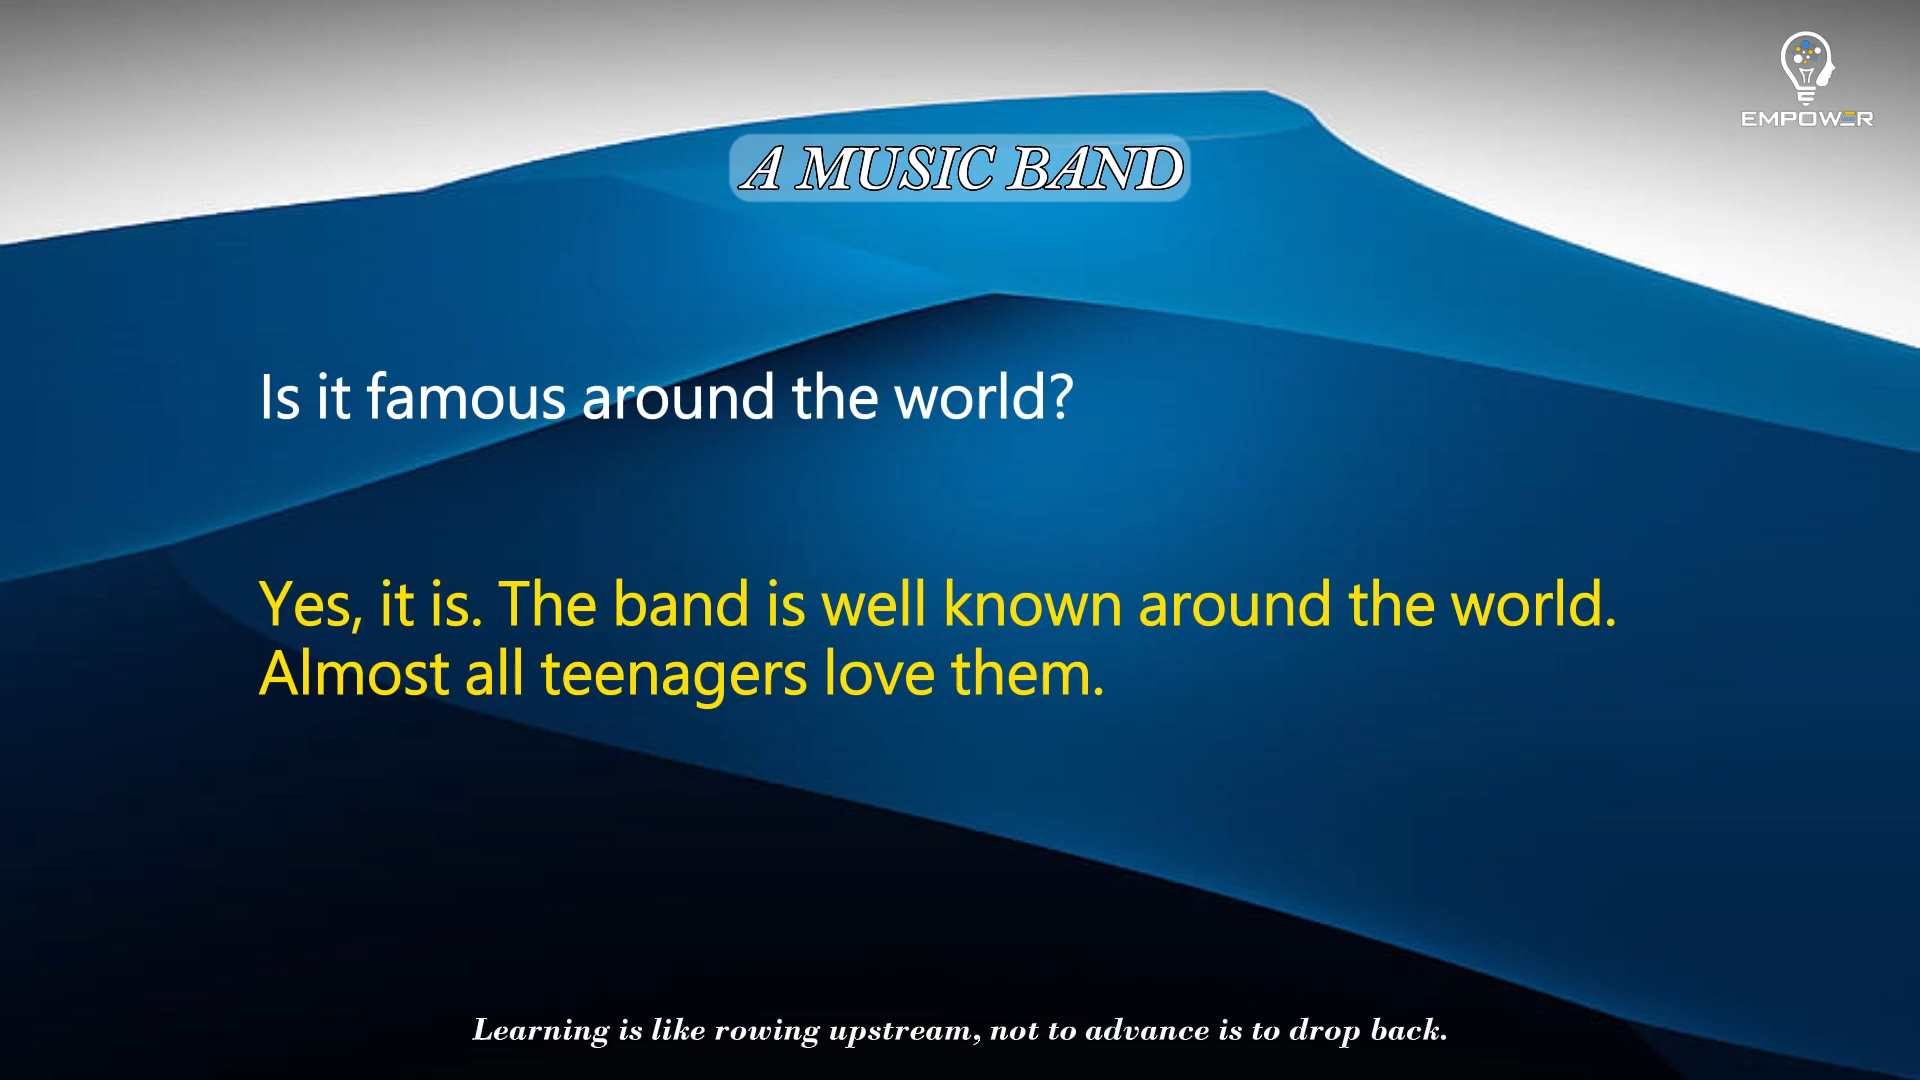 EMPOWER
A MUSIC BAND
Is it famous around the world?
Yes, it is. The band is well known around the world.
Almost all teenagers love them.
Learning is like rowing upstream, not to advance is to drop back.